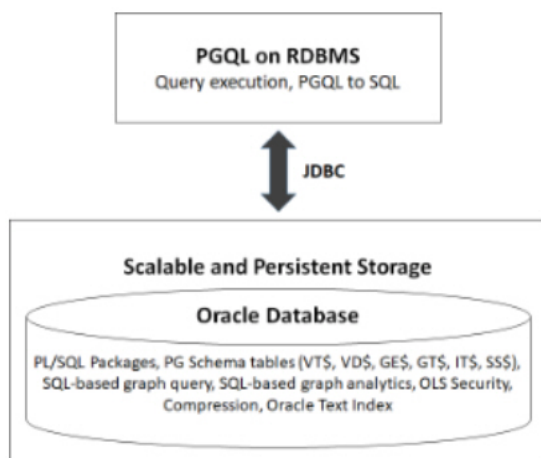 PGQL on RDBMS
Query execution, PGQL to SQL
JDBC
Scalable and Persistent Storage
Oracle Database
PL/SQL Packages, PG Schema tables (VT$, VD$, GE$, GT$, IT$, SS$),
SQL-based graph query, SQL-based graph analytics, OLS Security,
Compression, Oracle Text Index